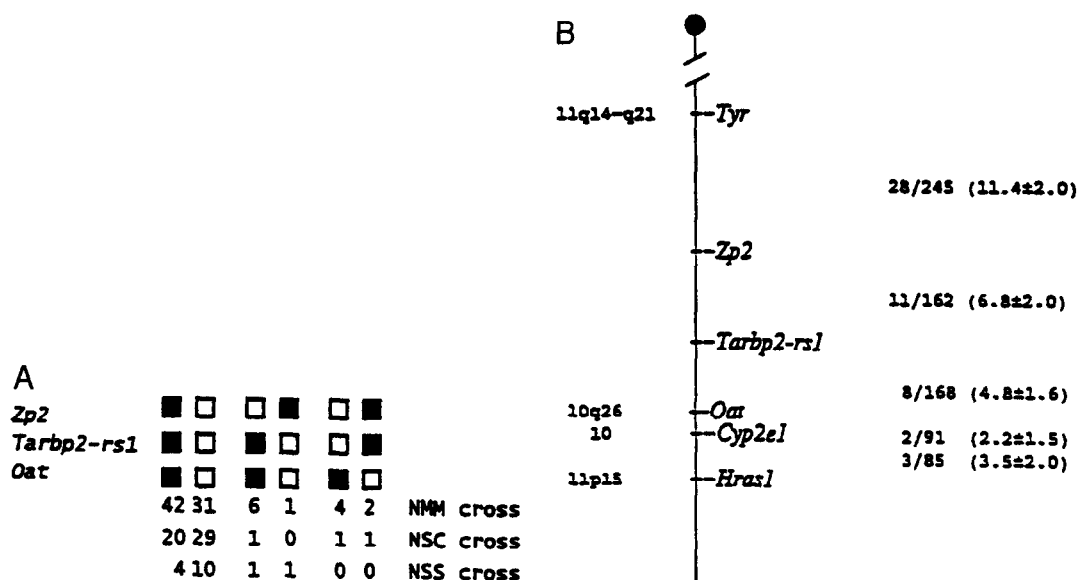 A
Zp2
Tarbp2-rs1
Oat
42 31 6 1 4 2 NMM cross
20 29 1 0 1 1 NSC cross
4 10 1 1 0 0 NSS cross
B
11q14-q21 Tyr
28/245 (11.4±2.0)
Zp2
11/162 (6.8±2.0)
Tarbp2-rs1
8/168 (4.8±1.6)
10q26 Oat
10 Cyp2e1
2/91 (2.2±1.5)
3/85 (3.5±2.0)
11p15 Hras1